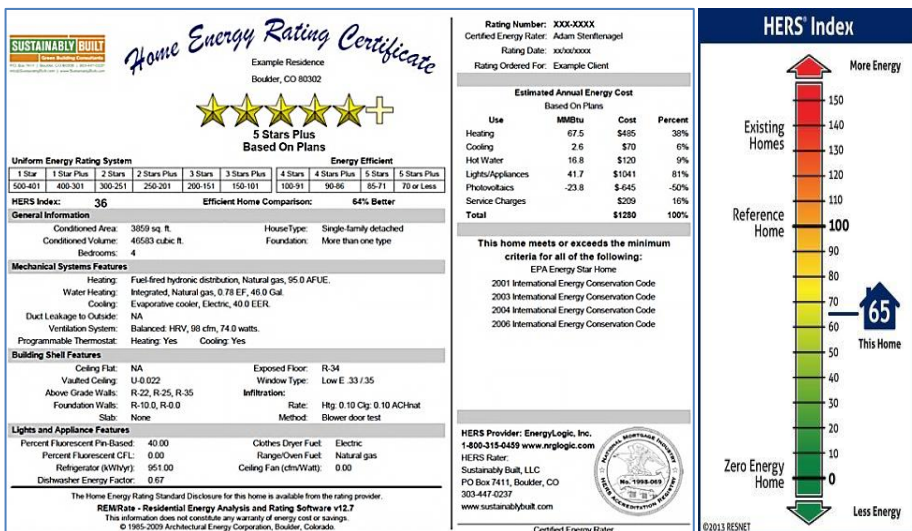 SUSTAINABLY BUILT
Green Building Consultants
Home Energy Rating Certificate
Example Residence
Boulder, CO 80302
5 Stars Plus
Based On Plans
Uniform Energy Rating System Energy Efficient
1 Star 1 Star Plus 2 Stars 2 Stars Plus 3 Stars 3 Stars Plus 4 Stars 4 Stars Plus 5 Stars 5 Stars Plus
500-401 400-301 300-251 250-201 200-151 150-101 100-91 90-86 85-71 70 or Less
HERS Index: 36 Efficient Home Comparison: 64% Better
General Information
Conditioned Area: 3859 sq. ft. HouseType: Single-family detached
Conditioned Volume: 46583 cubic ft. Foundation: More than one type
Bedrooms: 4
Mechanical Systems Features
Heating: Fuel-fired hydronic distribution, Natural gas, 95.0 AFUE.
Water Heating: Integrated, Natural gas, 0.78 EF, 46.0 Gal.
Cooling: Evaporative cooler, Electric, 40.0 EER.
Duct Leakage to Outside: NA
Ventilation System: Balanced: HRV, 98 cfm, 74.0 watts.
Programmable Thermostat: Heating: Yes Cooling: Yes
Building Shell Features
Ceiling Flat: NA Exposed Floor: R-34
Vaulted Ceiling: U-0.022 Window Type: Low E .33 /.35
Above Grade Walls: R-22, R-25, R-35 Infiltration:
Foundation Walls: R-10.0, R-0.0 Rate: Htg: 0.10 Clg: 0.10 ACHnat
Slab: None Method: Blower door test
Lights and Appliance Features
Percent Fluorescent Pin-Based: 40.00 Clothes Dryer Fuel: Electric
Percent Fluorescent CFL: 0.00 Range/Oven Fuel: Natural gas
Refrigerator (kWh/yr): 951.00 Ceiling Fan (cfm/Watt): 0.00
Dishwasher Energy Factor: 0.67
The Home Energy Rating Standard Disclosure for this home is available from the rating provider.
REM/Rate - Residential Energy Analysis and Rating Software v12.7
This information does not constitute any warranty of energy cost or savings.
© 1985-2009 Architectural Energy Corporation, Boulder, Colorado.
Rating Number: XXX-XXXX
Certified Energy Rater: Adam Stenftenagel
Rating Date: xx/xx/xxxx
Rating Ordered For: Example Client
Estimated Annual Energy Cost
Based On Plans
Use MMBtu Cost Percent
Heating 67.5 $485 38%
Cooling 2.6 $70 6%
Hot Water 16.8 $120 9%
Lights/Appliances 41.7 $1041 81%
Photovoltaics -23.8 $-645 -50%
Service Charges $209 16%
Total $1280 100%
This home meets or exceeds the minimum
criteria for all of the following:
EPA Energy Star Home
2001 International Energy Conservation Code
2003 International Energy Conservation Code
2004 International Energy Conservation Code
2006 International Energy Conservation Code
HERS Provider: EnergyLogic, Inc.
1-800-315-0459 www.nrglogic.com
HERS Rater:
Sustainably Built, LLC
PO Box 7411, Boulder, CO
303-447-0237
www.sustainablybuilt.com
NATIONAL MORTGAGE INDUSTRY
No. 1998-069
HERS ACCREDITATION REGISTRY
Certified Energy Rater
HERS® Index
More Energy
150
Existing
Homes
140
130
120
110
Reference
Home
100
90
80
70
65
This Home
60
50
40
30
20
10
Zero Energy
Home
0
Less Energy
©2013 RESNET